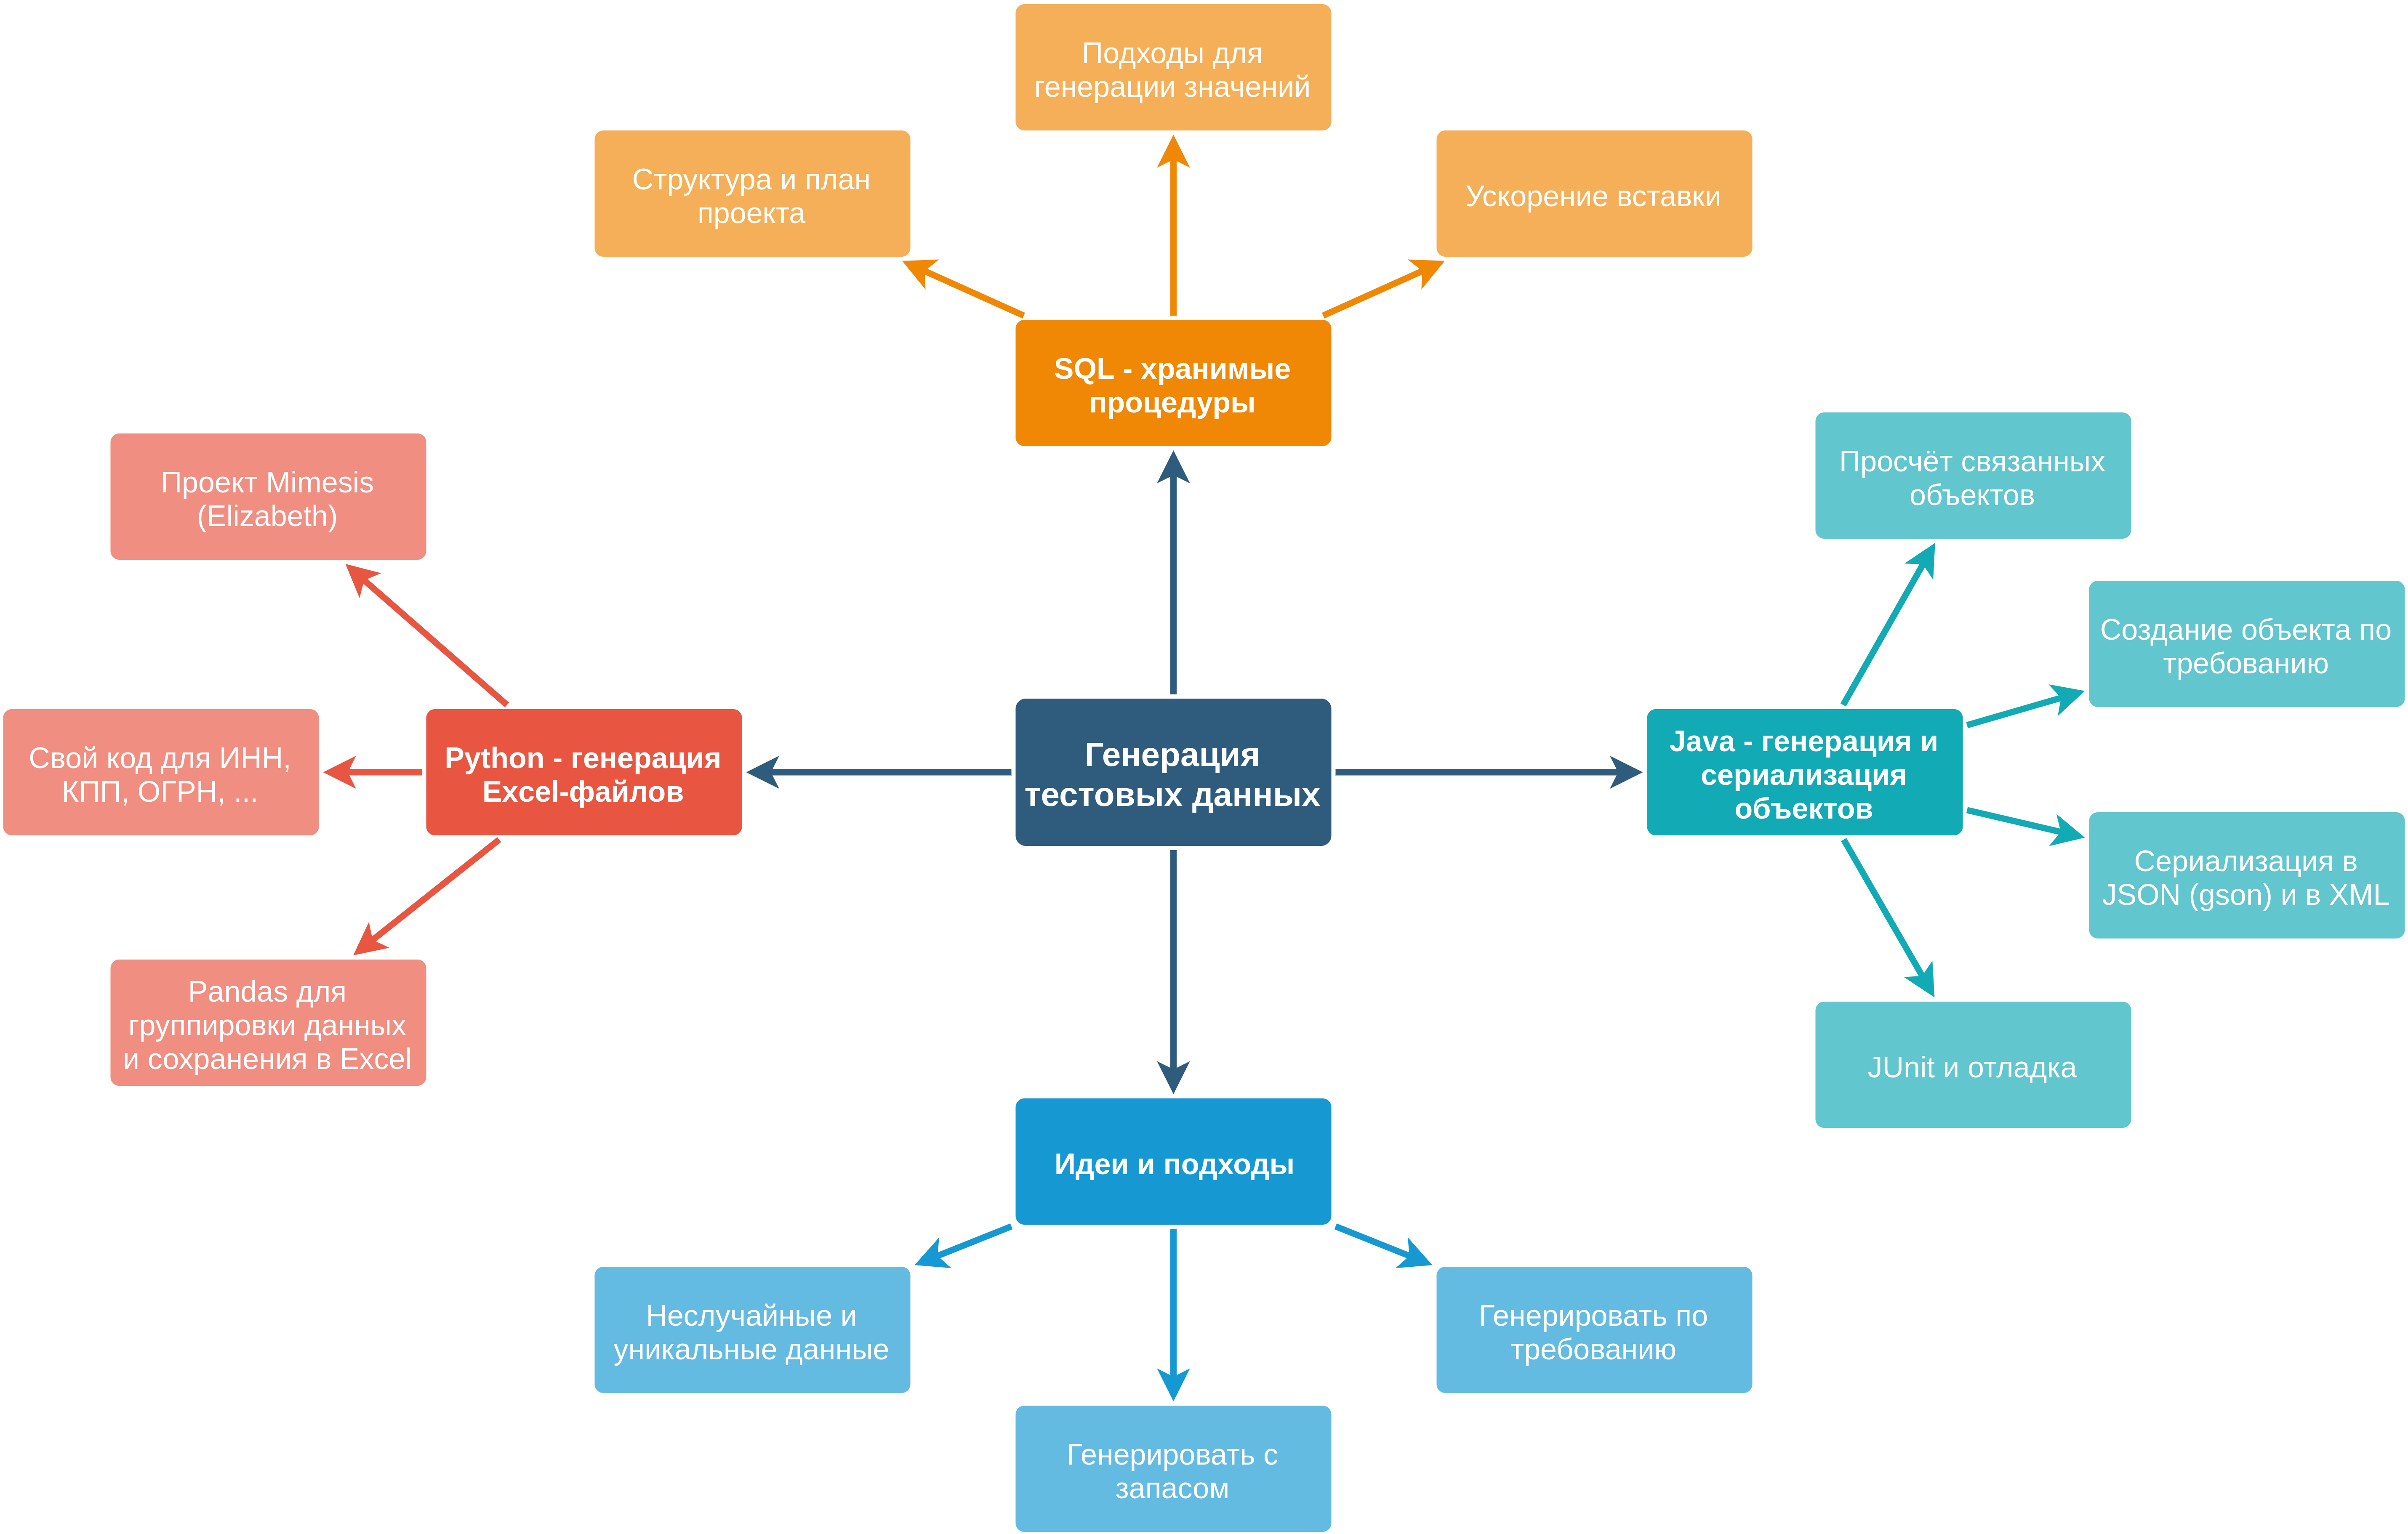 Подходы для
генерации значений
Структура и план
проекта
Ускорение вставки
SQL - хранимые
процедуры
Проект Mimesis
(Elizabeth)
Просчёт связанных
объектов
Создание объекта по
требованию
Свой код для ИНН,
КПП, ОГРН, ...
Python - генерация
Excel-файлов
Генерация
тестовых данных
Java - генерация и
сериализация
объектов
Сериализация в
JSON (gson) и в XML
Pandas для
группировки данных
и сохранения в Excel
JUnit и отладка
Идеи и подходы
Неслучайные и
уникальные данные
Генерировать по
требованию
Генерировать с
запасом